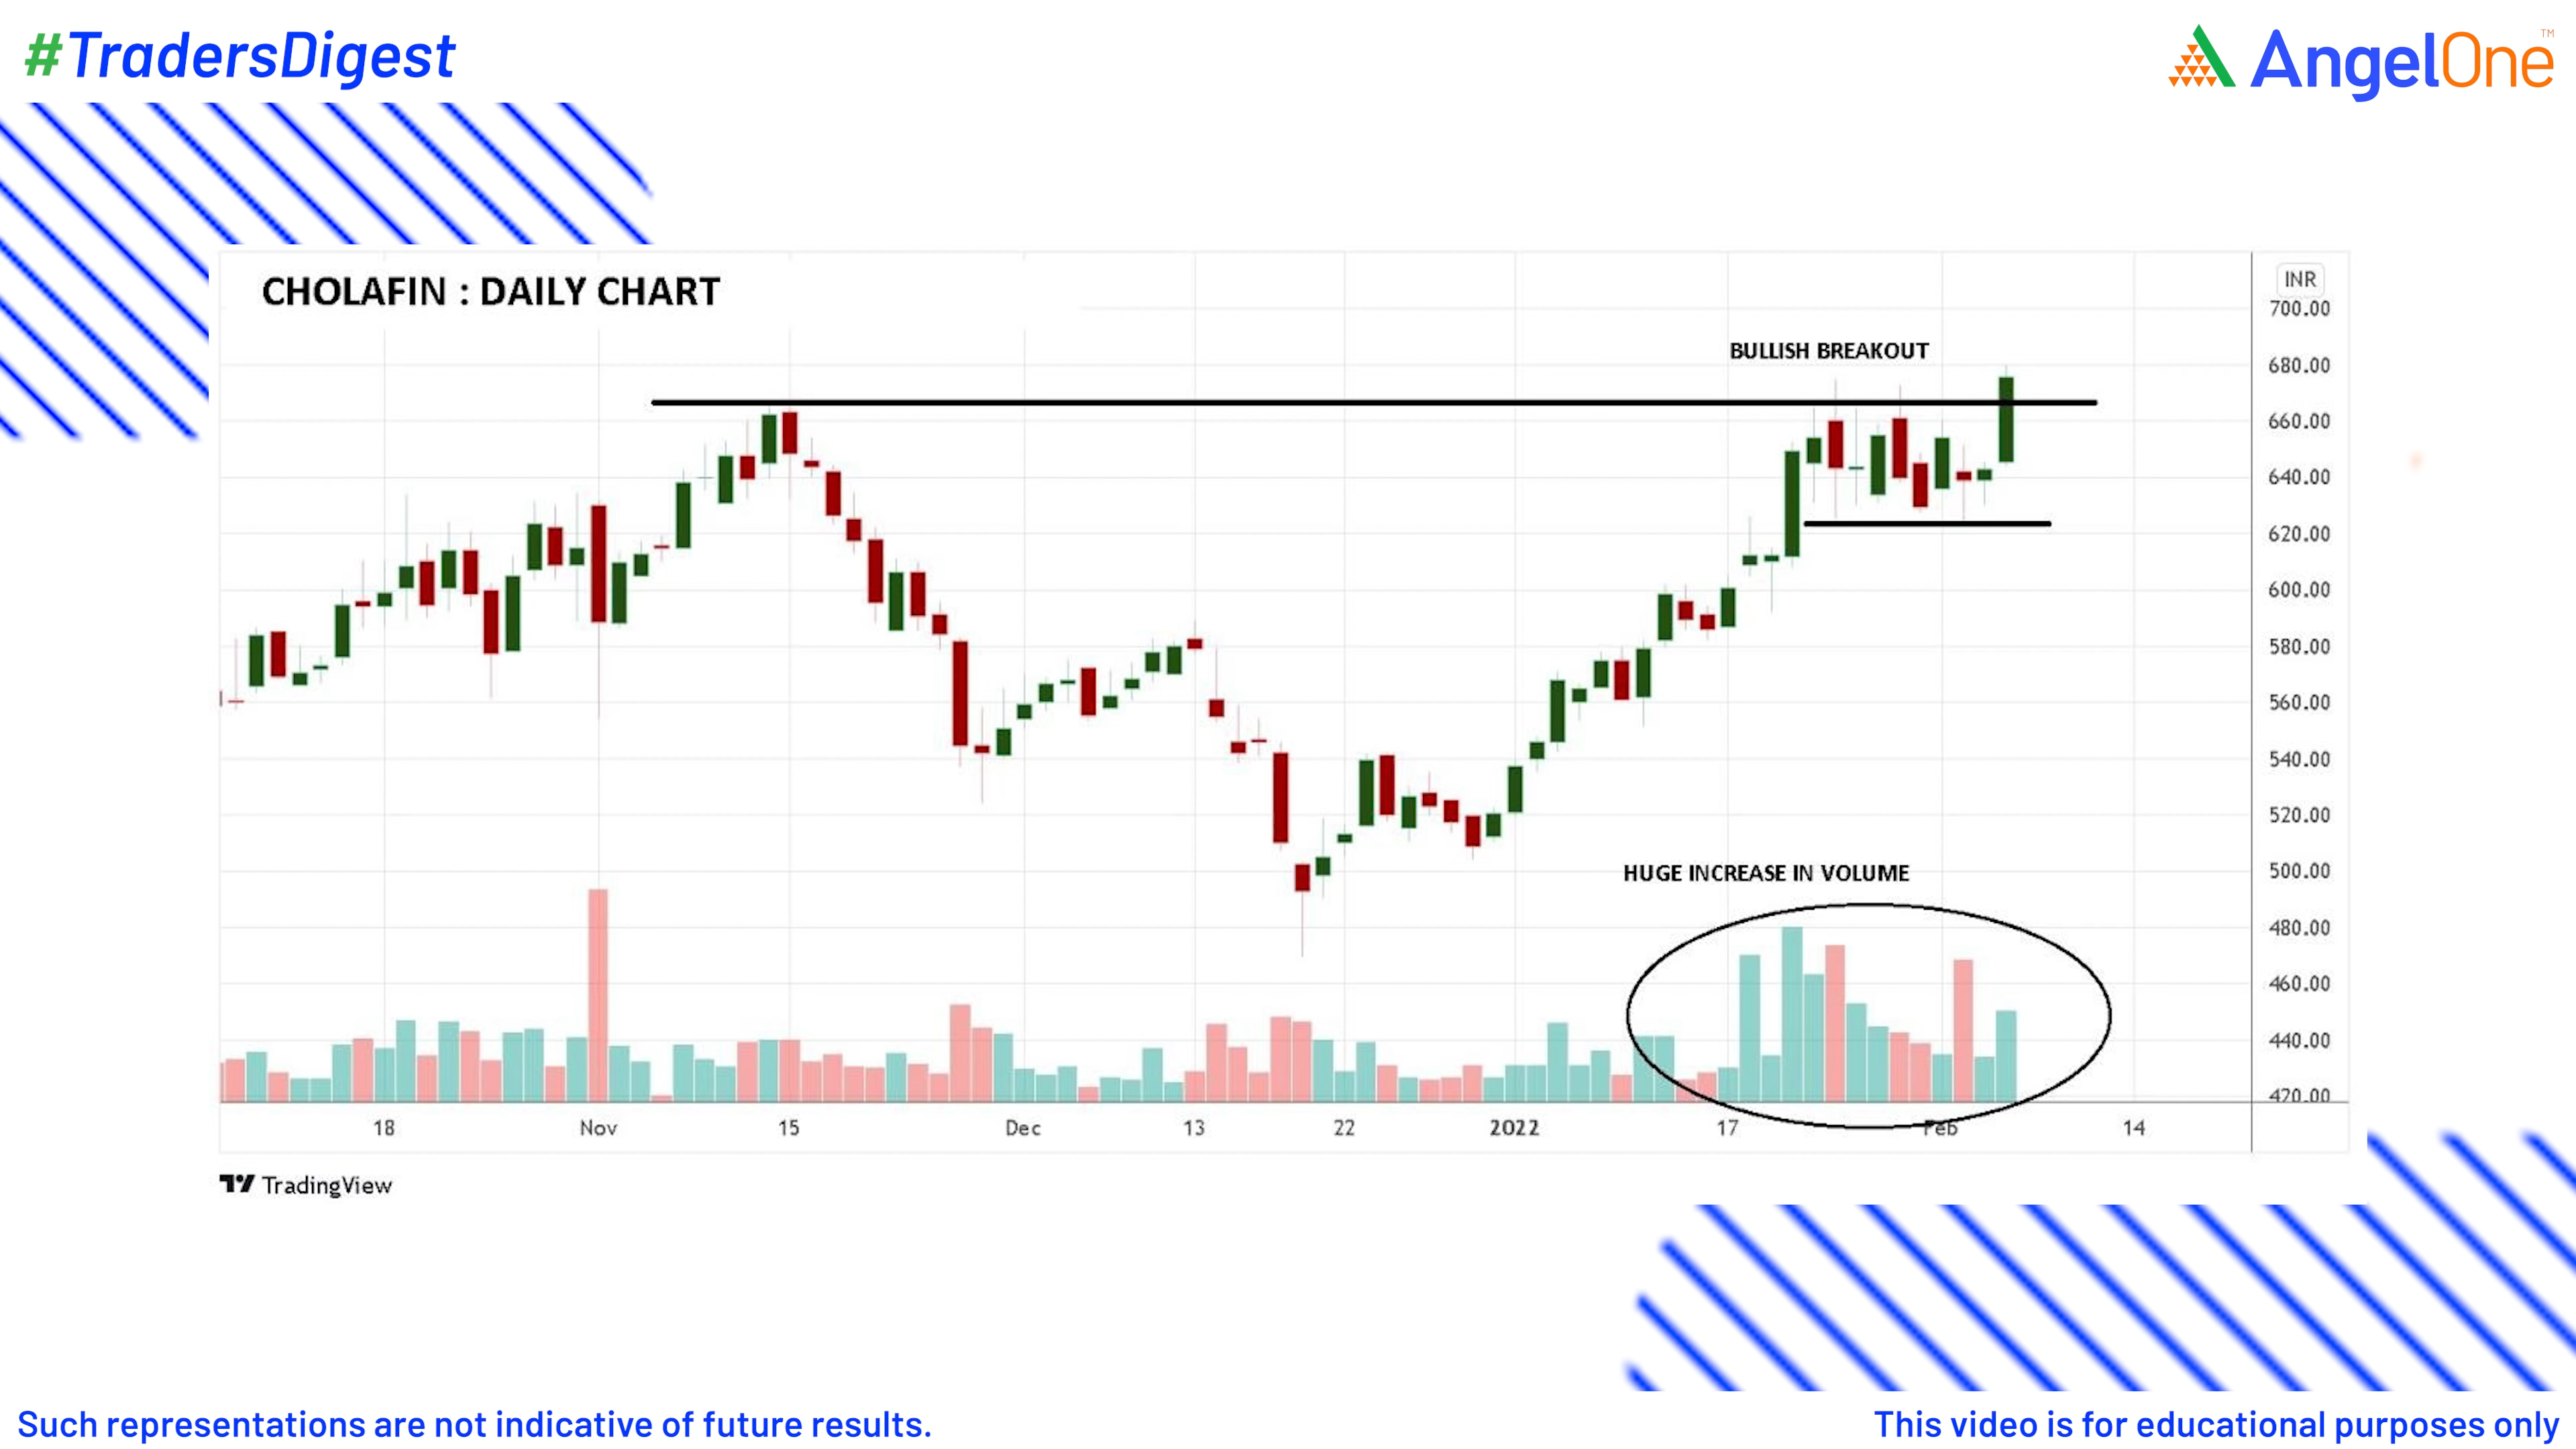 #TradersDigest
AngelOne™
CHOLAFIN : DAILY CHART
INR
700.00
BULLISH BREAKOUT
680.00
660.00
640.00
620.00
600.00
580.00
560.00
540.00
520.00
500.00
HUGE INCREASE IN VOLUME
480.00
460.00
440.00
420.00
18 Nov 15 Dec 13 22 2022 17 Feb 14
TradingView
Such representations are not indicative of future results.
This video is for educational purposes only